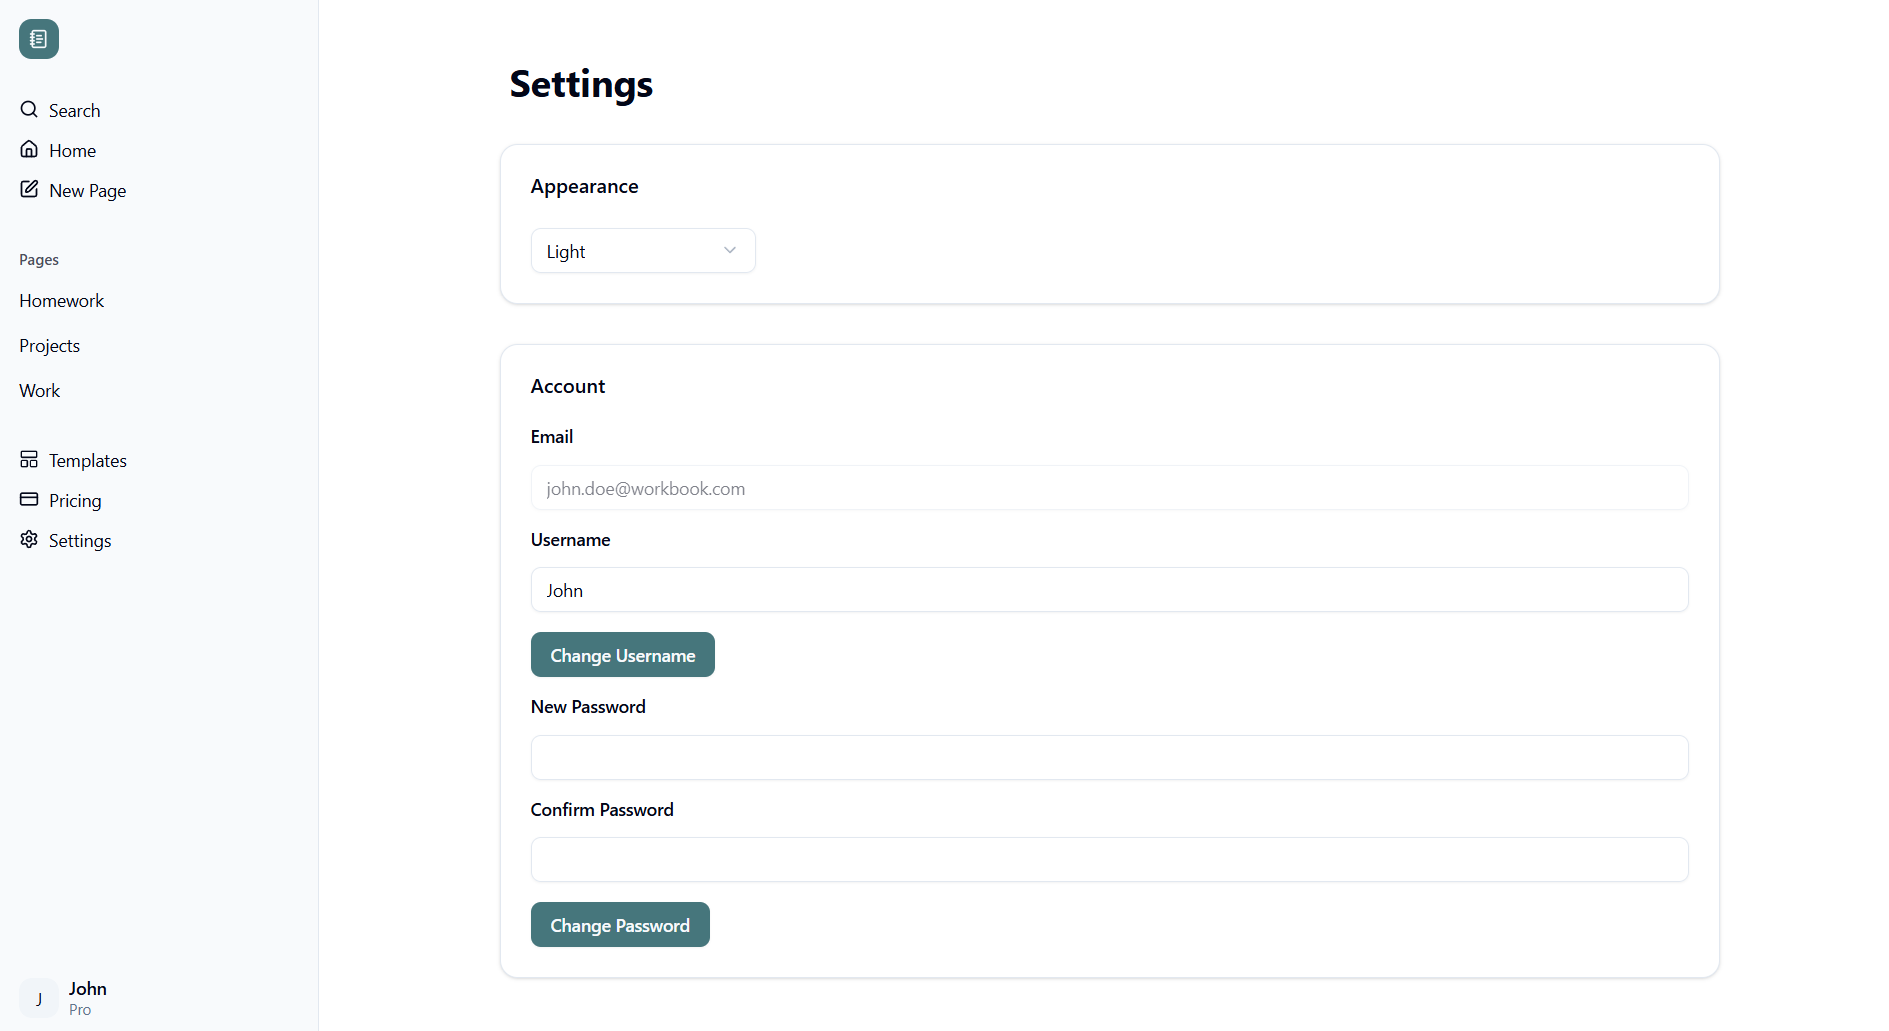 Search
Home
New Page
Pages
Homework
Projects
Work
Templates
Pricing
Settings
J
John
Pro
Settings
Appearance
Light
Account
Email
john.doe@workbook.com
Username
John
Change Username
New Password
Confirm Password
Change Password